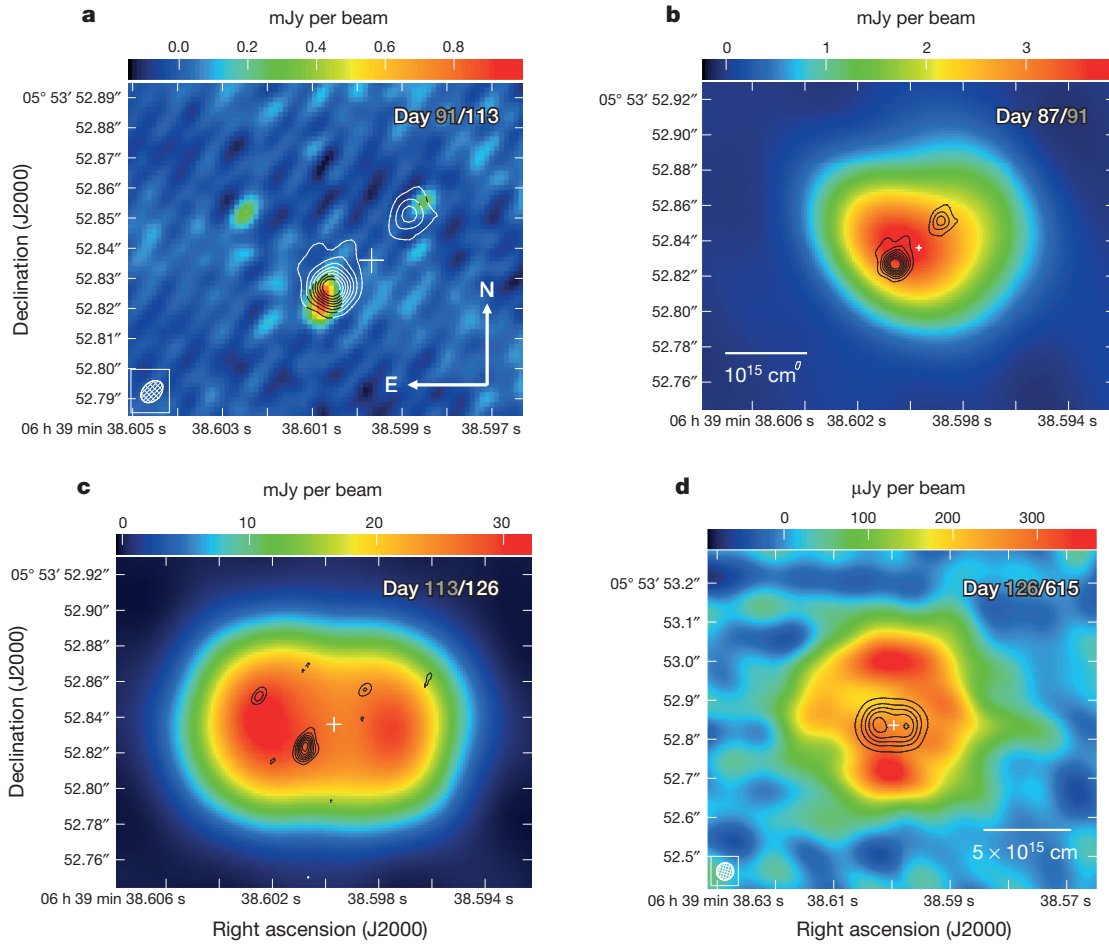 a
mJy per beam
0.0 0.2 0.4 0.6 0.8
Day 91/113
05° 53′ 52.89″
52.88″
52.87″
52.86″
52.85″
52.84″
52.83″
52.82″
52.81″
52.80″
52.79″
Declination (J2000)
N
E
06 h 39 min 38.605 s 38.603 s 38.601 s 38.599 s 38.597 s
b
mJy per beam
0 1 2 3
Day 87/91
05° 53′ 52.92″
52.90″
52.88″
52.86″
52.84″
52.82″
52.80″
52.78″
52.76″
10¹⁵ cm
06 h 39 min 38.606 s 38.602 s 38.598 s 38.594 s
c
mJy per beam
0 10 20 30
Day 113/126
05° 53′ 52.92″
52.90″
52.88″
52.86″
52.84″
52.82″
52.80″
52.78″
52.76″
Declination (J2000)
06 h 39 min 38.606 s 38.602 s 38.598 s 38.594 s
Right ascension (J2000)
d
μJy per beam
0 100 200 300
Day 126/615
05° 53′ 53.2″
53.1″
53.0″
52.9″
52.8″
52.7″
52.6″
52.5″
5 × 10¹⁵ cm
06 h 39 min 38.63 s 38.61 s 38.59 s 38.57 s
Right ascension (J2000)